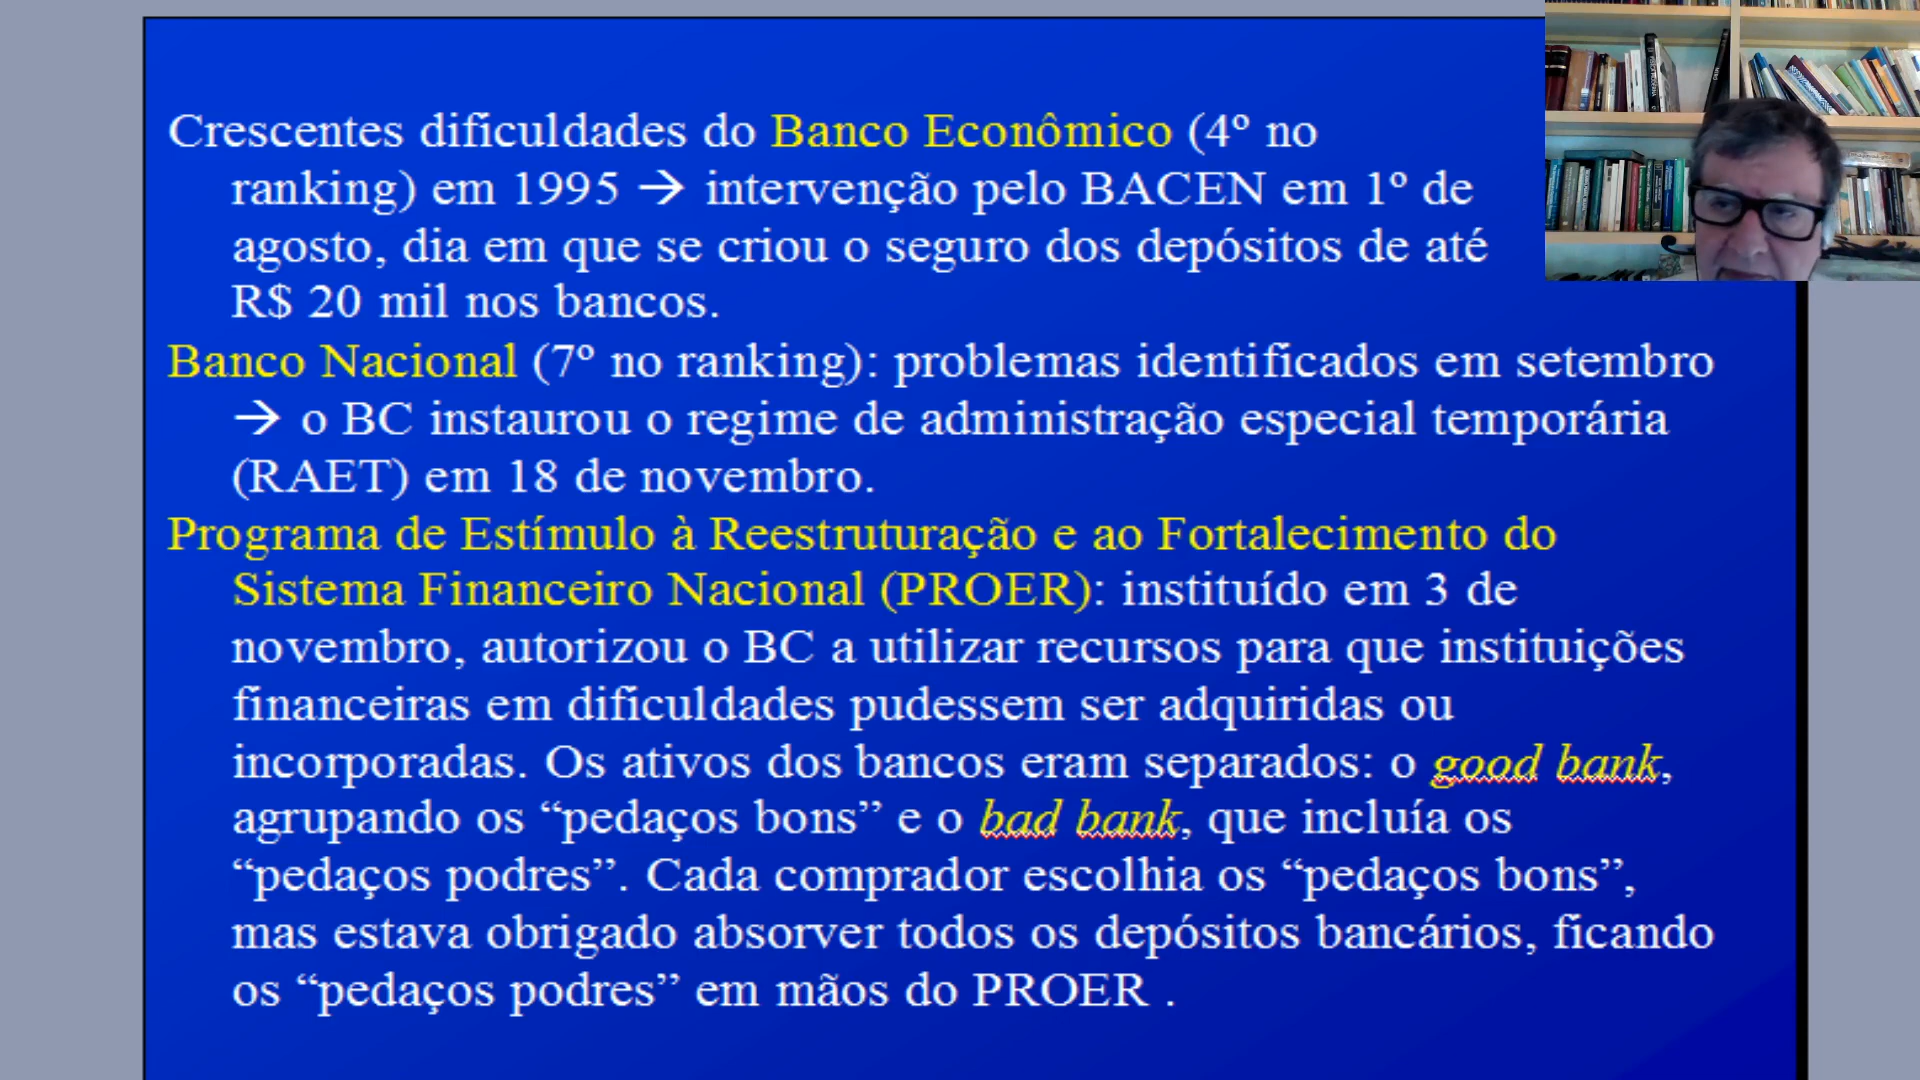 Crescentes dificuldades do Banco Econômico (4º no
ranking) em 1995 → intervenção pelo BACEN em 1º de
agosto, dia em que se criou o seguro dos depósitos de até
R$ 20 mil nos bancos.
Banco Nacional (7º no ranking): problemas identificados em setembro
→ o BC instaurou o regime de administração especial temporária
(RAET) em 18 de novembro.
Programa de Estímulo à Reestruturação e ao Fortalecimento do
Sistema Financeiro Nacional (PROER): instituído em 3 de
novembro, autorizou o BC a utilizar recursos para que instituições
financeiras em dificuldades pudessem ser adquiridas ou
incorporadas. Os ativos dos bancos eram separados: o good bank,
agrupando os “pedaços bons” e o bad bank, que incluía os
“pedaços podres”. Cada comprador escolhia os “pedaços bons”,
mas estava obrigado absorver todos os depósitos bancários, ficando
os “pedaços podres” em mãos do PROER .